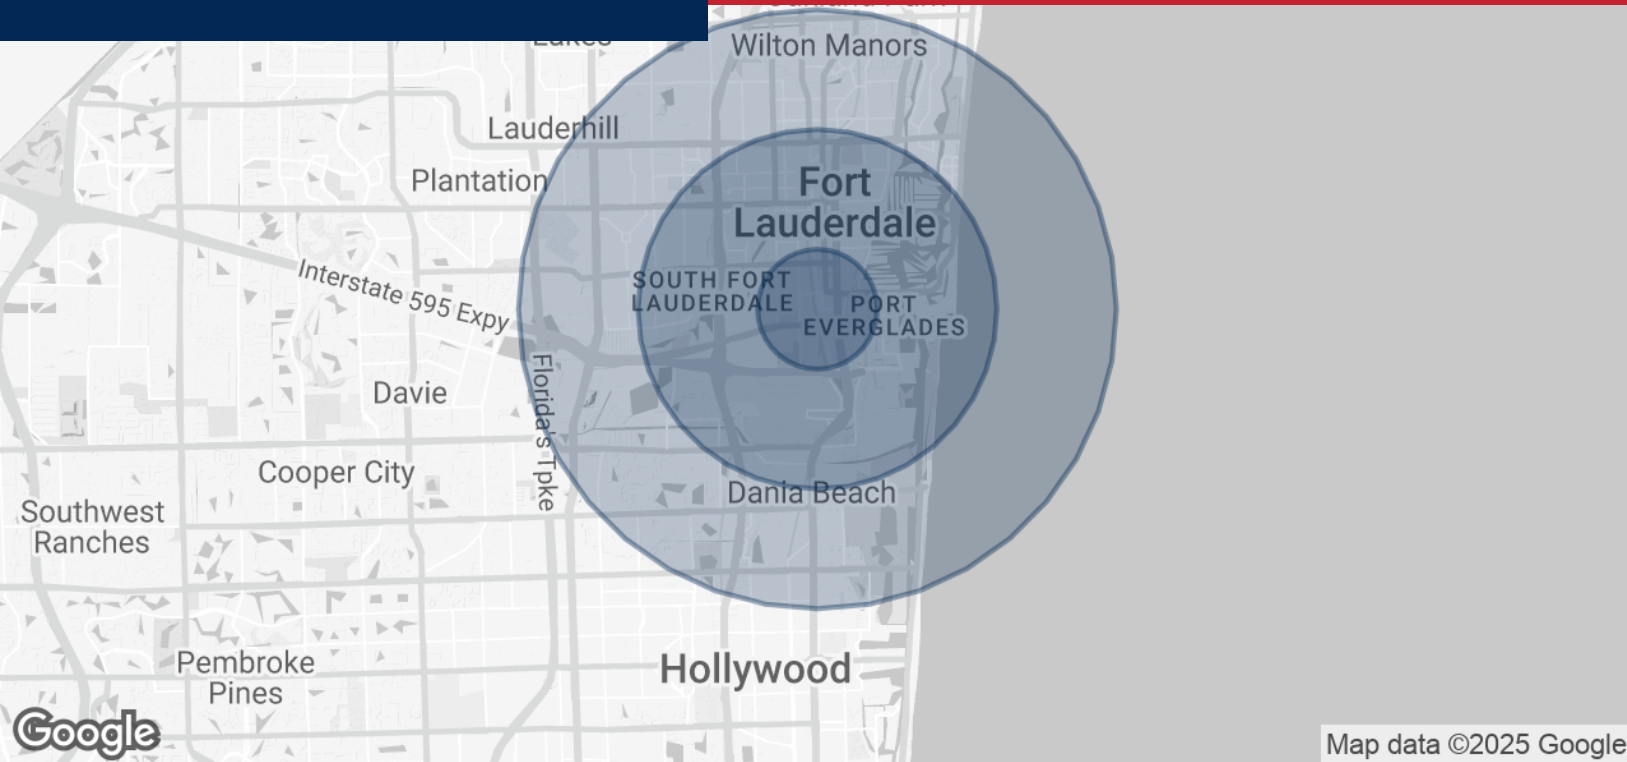 Wilton Manors
Lauderhill
Plantation
Fort
Lauderdale
SOUTH FORT
LAUDERDALE
PORT
EVERGLADES
Interstate 595 Expy
Florida's Tpke
Davie
Cooper City
Dania Beach
Southwest
Ranches
Pembroke
Pines
Hollywood
Google
Map data ©2025 Google